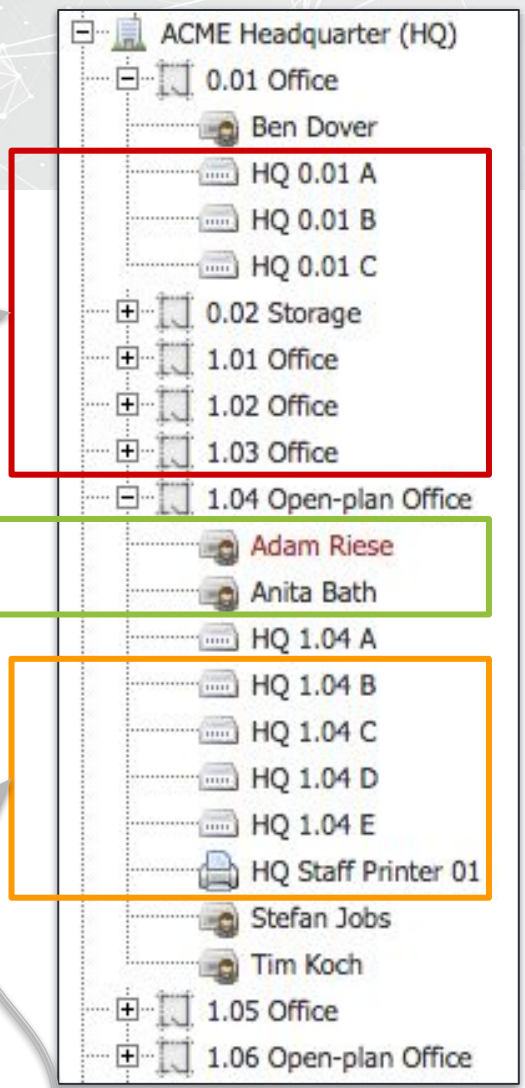 ACME Headquarter (HQ)
0.01 Office
Ben Dover
HQ 0.01 A
HQ 0.01 B
HQ 0.01 C
0.02 Storage
1.01 Office
1.02 Office
1.03 Office
1.04 Open-plan Office
Adam Riese
Anita Bath
HQ 1.04 A
HQ 1.04 B
HQ 1.04 C
HQ 1.04 D
HQ 1.04 E
HQ Staff Printer 01
Stefan Jobs
Tim Koch
1.05 Office
1.06 Open-plan Office